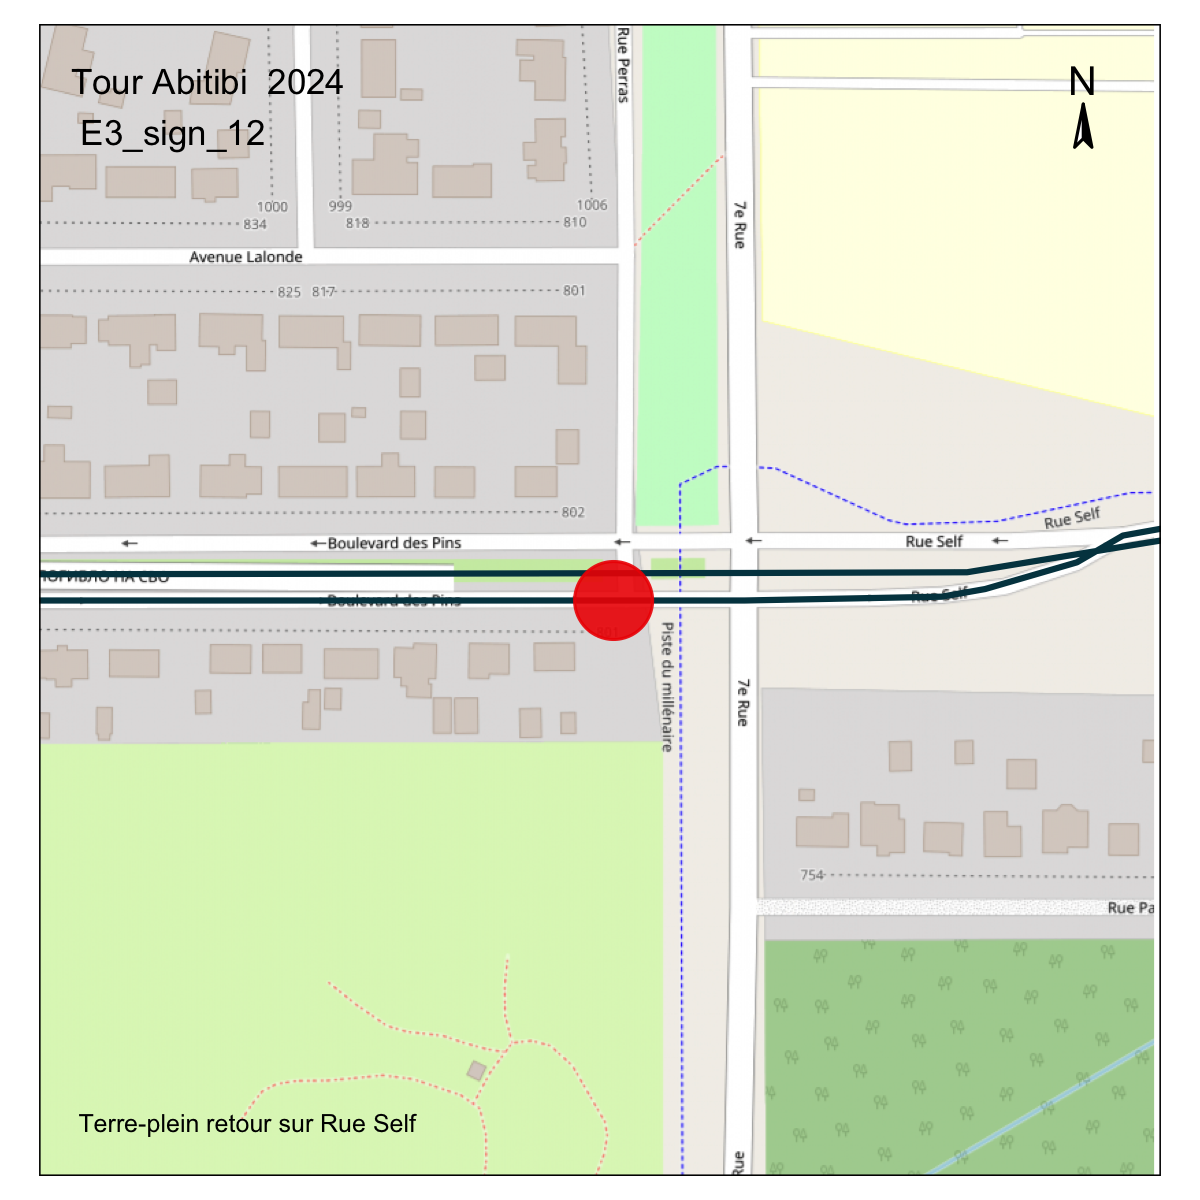 Tour Abitibi 2024
E3_sign_12
N
Rue Perras
7e Rue
1000
999
1006
834
818
810
Avenue Lalonde
825
817
801
802
Boulevard des Pins
Rue Self
Rue Self
Boulevard des Pins
Rue Self
Piste du millénaire
7e Rue
754
Rue Pa
Terre-plein retour sur Rue Self
Rue